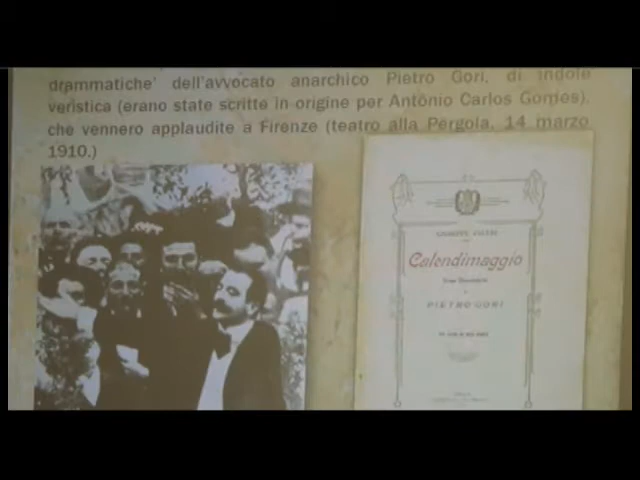 drammatiche' dell'avvocato anarchico Pietro Gori, di indole
veristica (erano state scritte in origine per Antônio Carlos Gomes),
che vennero applaudite a Firenze (teatro alla Pergola, 14 marzo
1910.)
Calendimaggio
PIETRO GORI